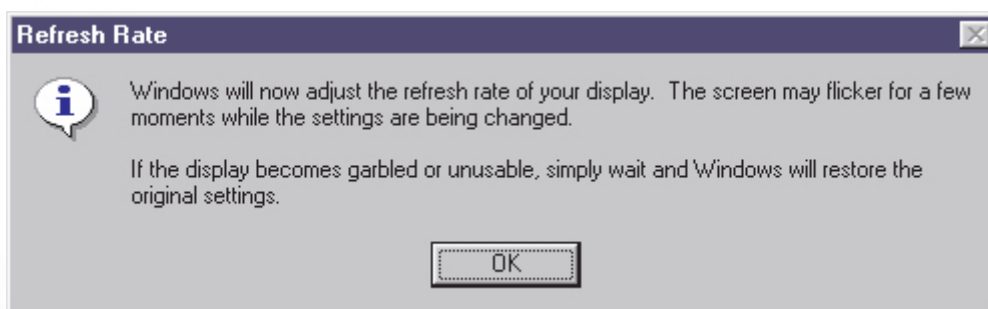 Refresh Rate
Windows will now adjust the refresh rate of your display.  The screen may flicker for a few
moments while the settings are being changed.
If the display becomes garbled or unusable, simply wait and Windows will restore the
original settings.
OK